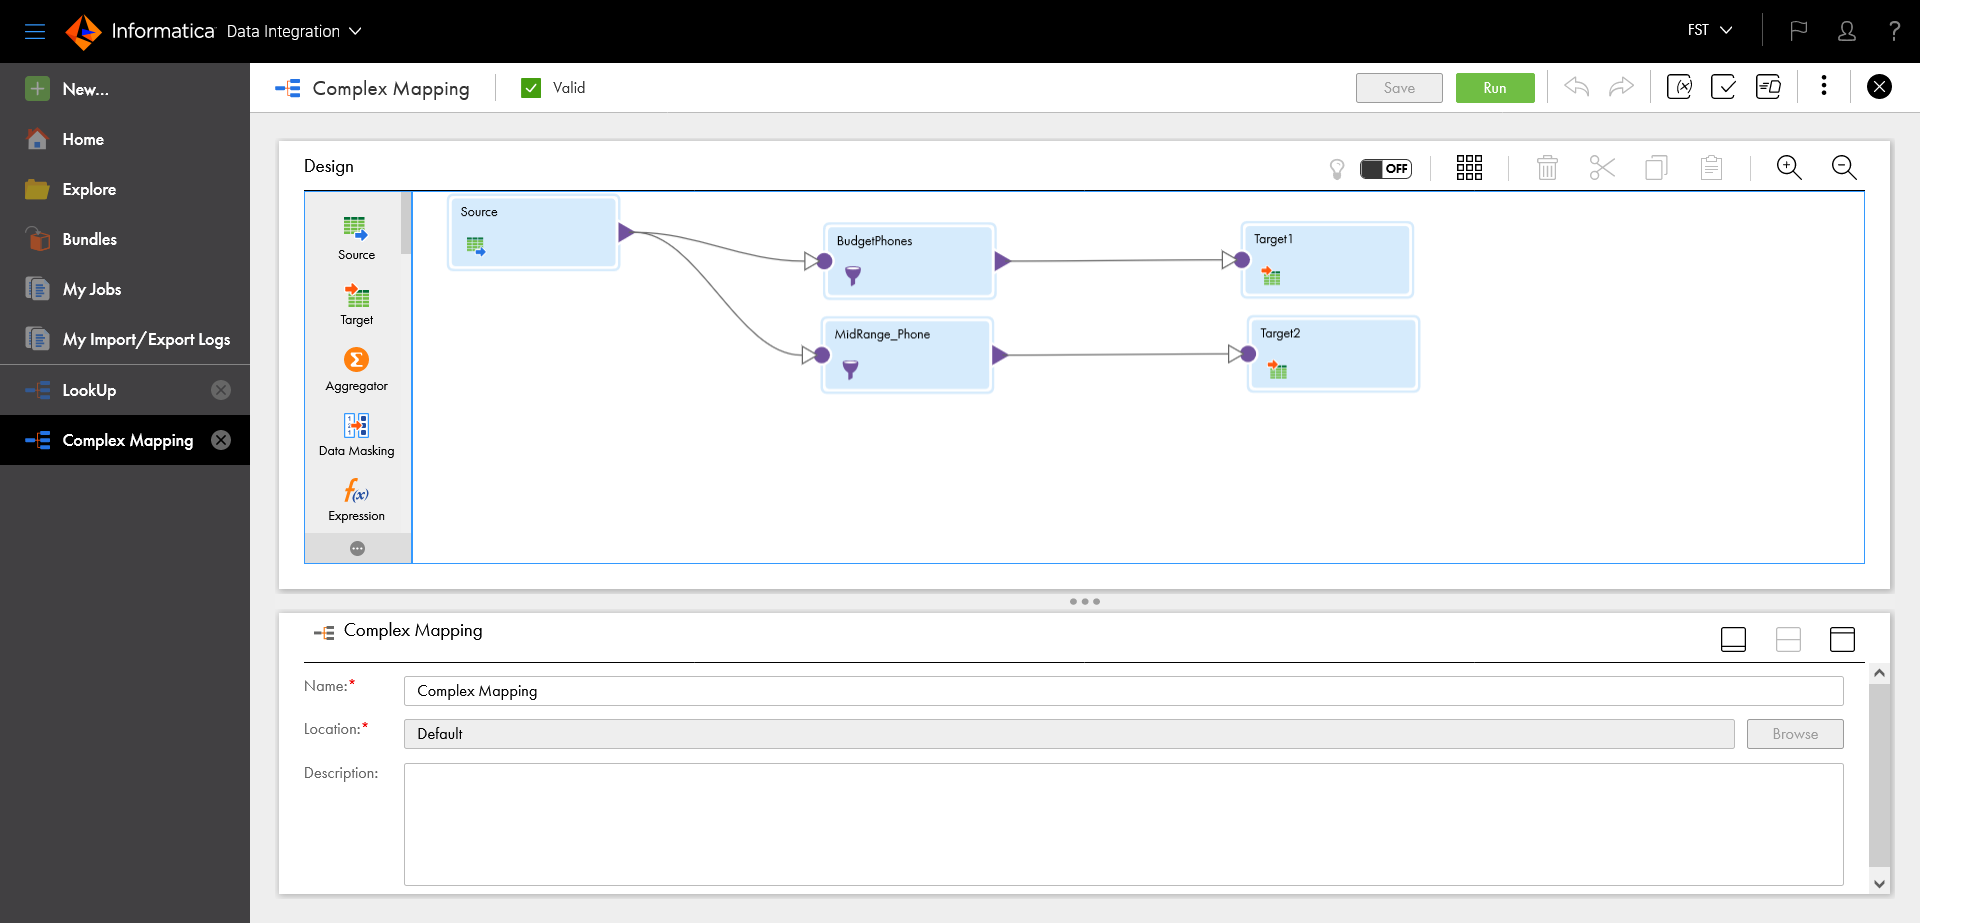 Informatica Data Integration
FST
?
New...
Home
Explore
Bundles
My Jobs
My Import/Export Logs
LookUp
Complex Mapping
Complex Mapping
Valid
Save
Run
Design
OFF
Source
Target
Aggregator
Data Masking
f(x)
Expression
Source
BudgetPhones
Target1
MidRange_Phone
Target2
Complex Mapping
Name:*
Complex Mapping
Location:*
Default
Browse
Description: